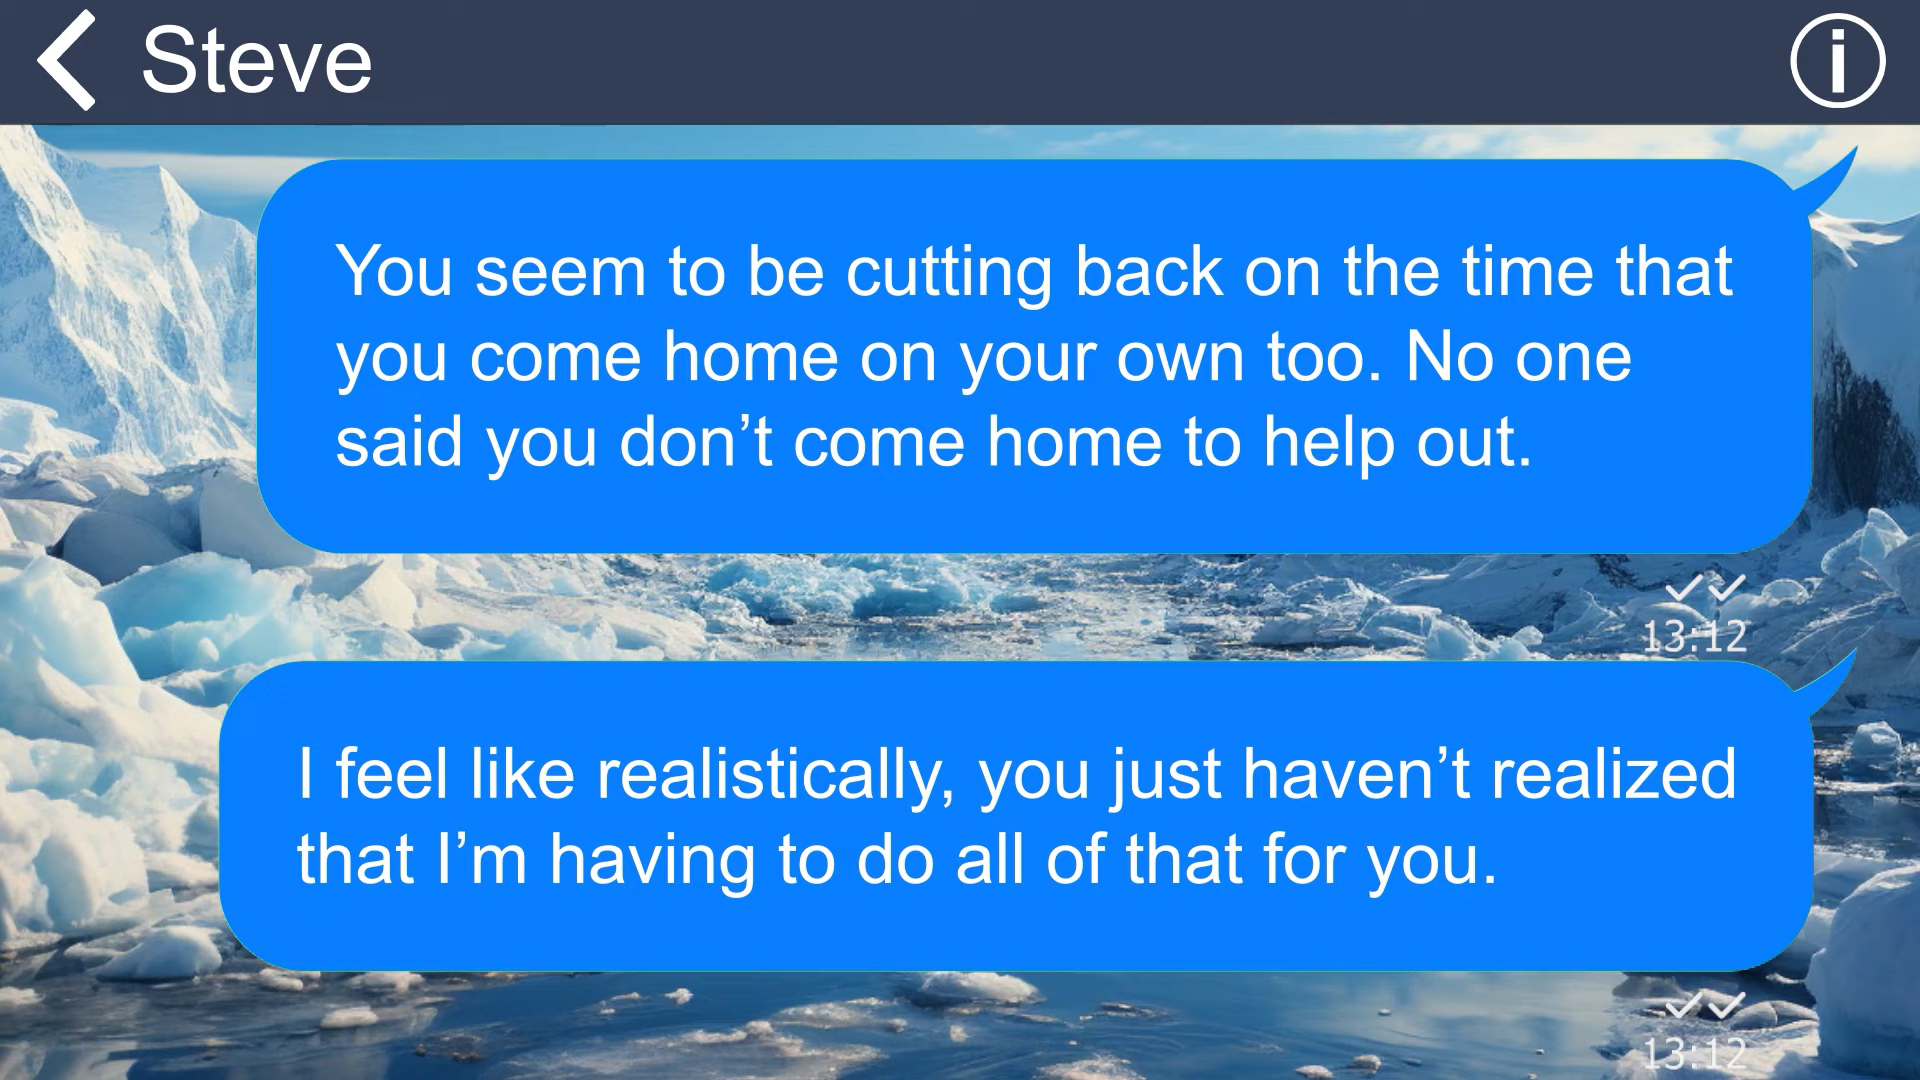 Steve
You seem to be cutting back on the time that
you come home on your own too. No one
said you don’t come home to help out.
13:12
I feel like realistically, you just haven’t realized
that I’m having to do all of that for you.
13:12